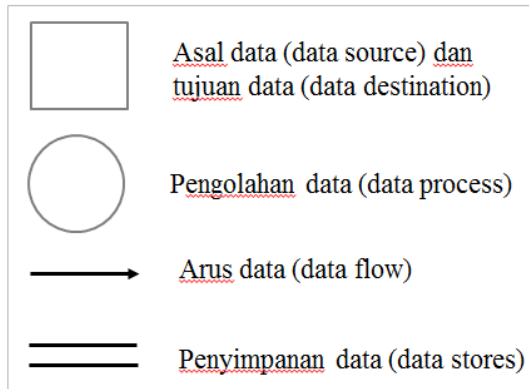 Asal data (data source) dan
tujuan data (data destination)
Pengolahan data (data process)
Arus data (data flow)
Penyimpanan data (data stores)